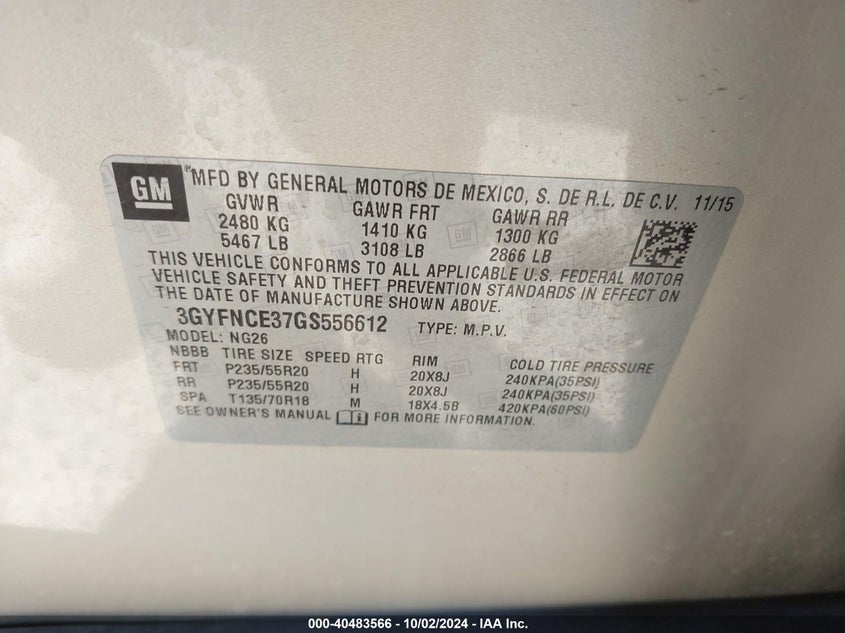 GM ® MFD BY GENERAL MOTORS DE MEXICO, S. DE R.L. DE C.V. 11/15
GVWR GAWR FRT GAWR RR
2480 KG 1410 KG 1300 KG
5467 LB 3108 LB 2866 LB
THIS VEHICLE CONFORMS TO ALL APPLICABLE U.S. FEDERAL MOTOR
VEHICLE SAFETY AND THEFT PREVENTION STANDARDS IN EFFECT ON
THE DATE OF MANUFACTURE SHOWN ABOVE.
3GYFNCE37GS556612 TYPE: M.P.V.
MODEL: NG26
NBBB TIRE SIZE SPEED RTG RIM COLD TIRE PRESSURE
FRT P235/55R20 H 20X8J 240KPA(35PSI)
RR P235/55R20 H 20X8J 240KPA(35PSI)
SPA T135/70R18 M 18X4.5B 420KPA(60PSI)
SEE OWNER'S MANUAL FOR MORE INFORMATION.
000-40483566 - 10/02/2024 - IAA Inc.